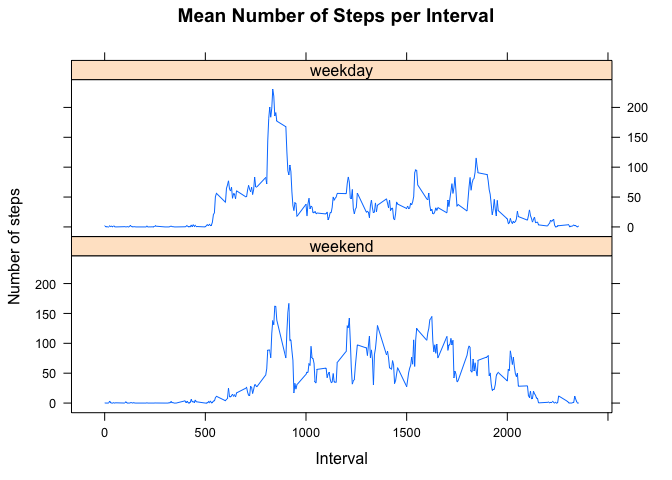 Mean Number of Steps per Interval
weekday
200
150
100
50
0
weekend
200
150
100
50
0
Number of steps
0 500 1000 1500 2000
Interval